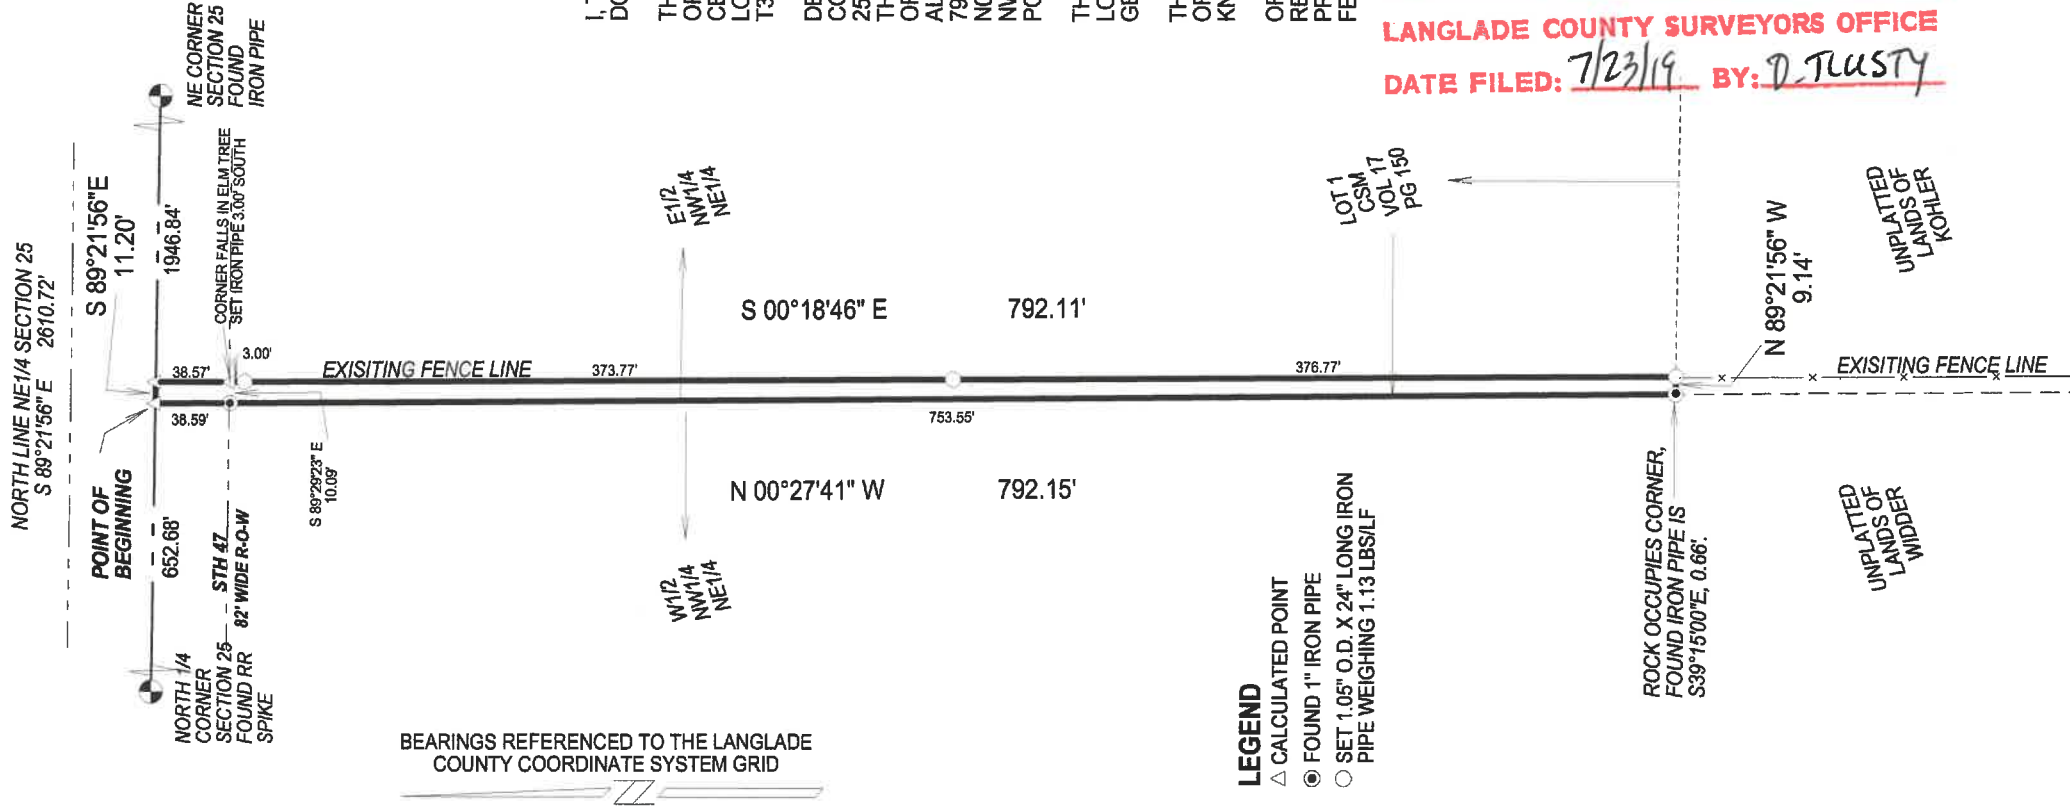 LANGLADE COUNTY SURVEYORS OFFICE
DATE FILED: 7/23/19 BY: D. TLUSTY
NE CORNER
SECTION 25
FOUND
IRON PIPE
NORTH LINE NE1/4 SECTION 25
S 89°21'56" E 2610.72'
S 89°21'56"E
11.20'
1946.84'
CORNER FALLS IN ELM TREE
SET IRON PIPE 3.00' SOUTH
E1/2
NW1/4
NE1/4
LOT 1
CSM
VOL 17
PG 150
UNPLATTED
LANDS OF
KOHLER
S 00°18'46" E 792.11'
N 89°21'56" W
9.14'
38.57'
3.00'
EXISITING FENCE LINE
373.77'
376.77'
EXISITING FENCE LINE
38.59'
753.55'
POINT OF
BEGINNING
652.68'
STH 47
82' WIDE R-O-W
S 89°29'23" E
10.09'
N 00°27'41" W 792.15'
W1/2
NW1/4
NE1/4
NORTH 1/4
CORNER
SECTION 25
FOUND RR
SPIKE
ROCK OCCUPIES CORNER,
FOUND IRON PIPE IS
S39°15'00"E, 0.66'.
UNPLATTED
LANDS OF
WIDDER
LEGEND
△ CALCULATED POINT
◉ FOUND 1" IRON PIPE
○ SET 1.05" O.D. X 24" LONG IRON
PIPE WEIGHING 1.13 LBS/LF
BEARINGS REFERENCED TO THE LANGLADE
COUNTY COORDINATE SYSTEM GRID